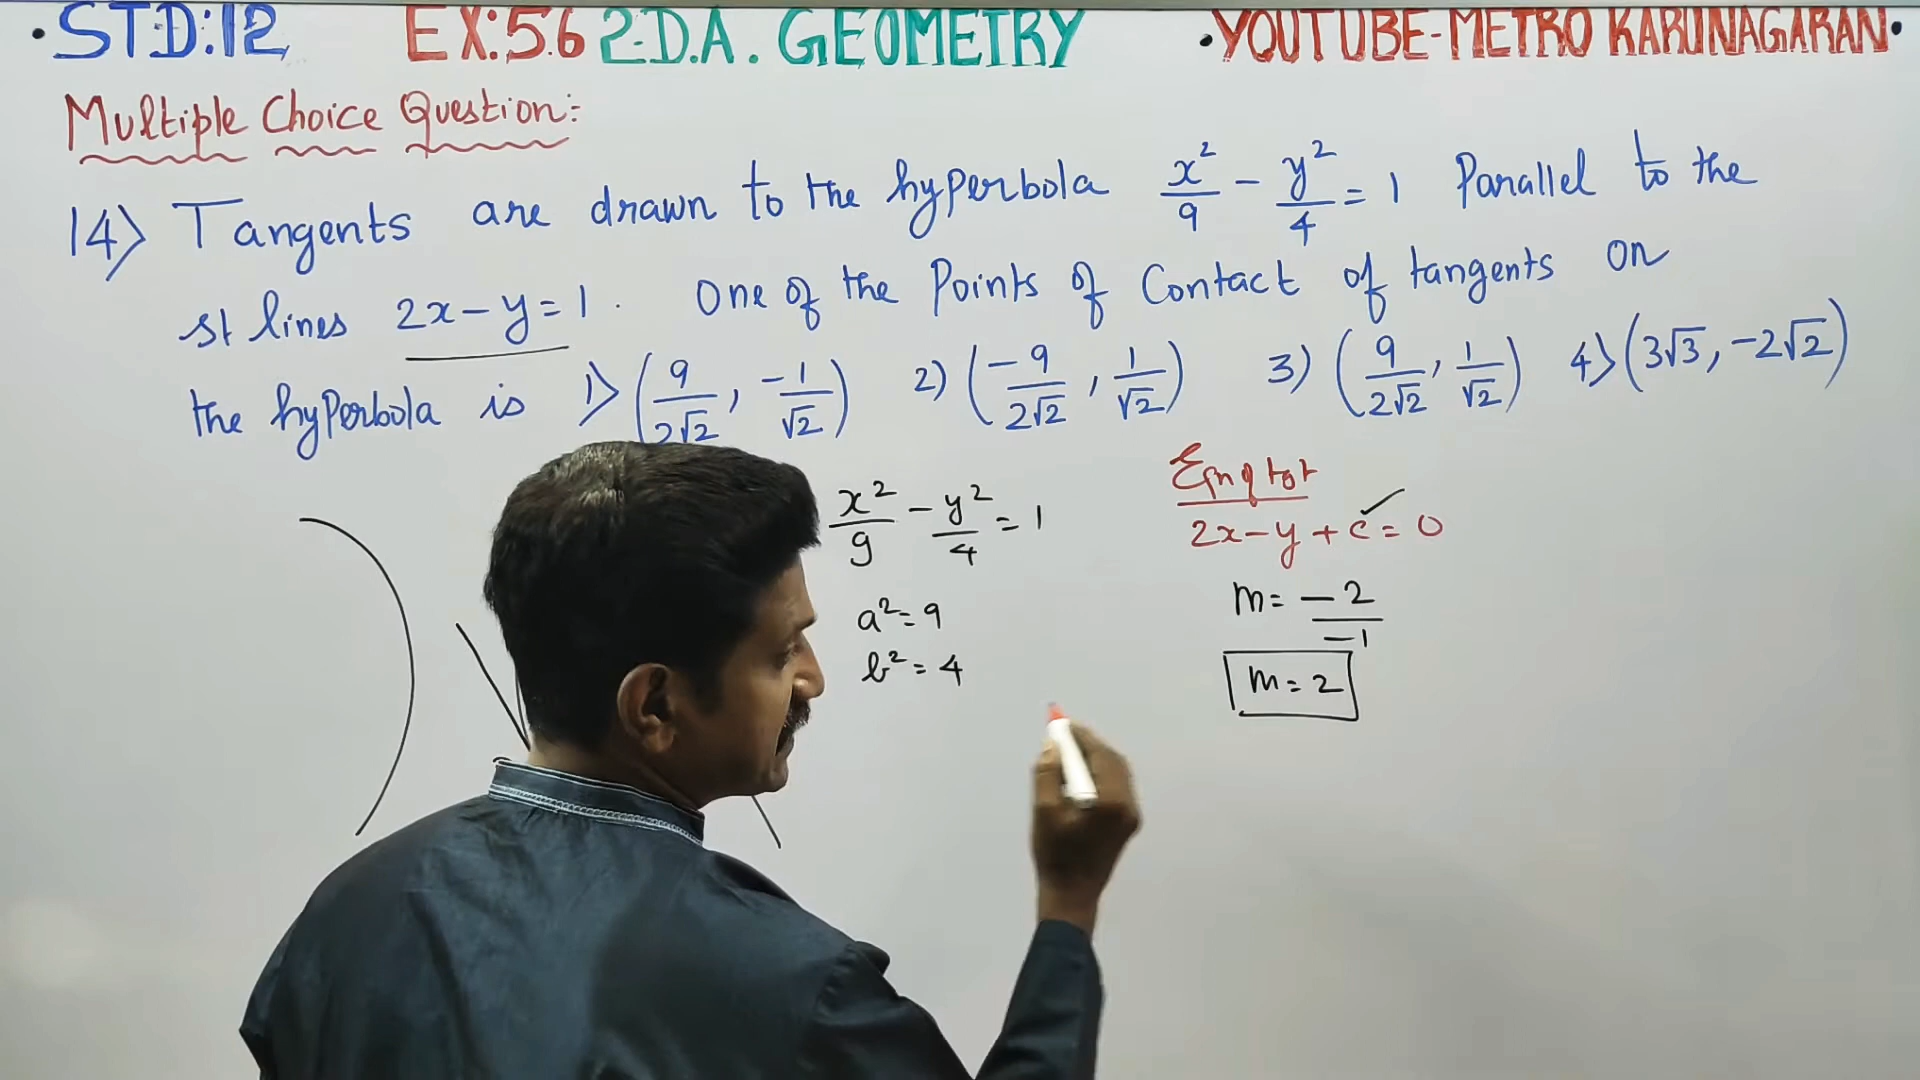 •STD:12 EX:5.6 2-D.A. GEOMETRY •YOUTUBE-METRO KARUNAGARAN•
Multiple Choice Question:-
14> Tangents are drawn to the hyperbola x²/9 - y²/4 = 1 Parallel to the
st lines 2x-y=1. One of the Points of Contact of tangents on
the hyperbola is 1> (9/2√2, -1/√2) 2) (-9/2√2, 1/√2) 3) (9/2√2, 1/√2) 4> (3√3, -2√2)
x²/9 - y²/4 = 1
a²=9
b²=4
2x-y+c=0
m= -2/-1
m=2